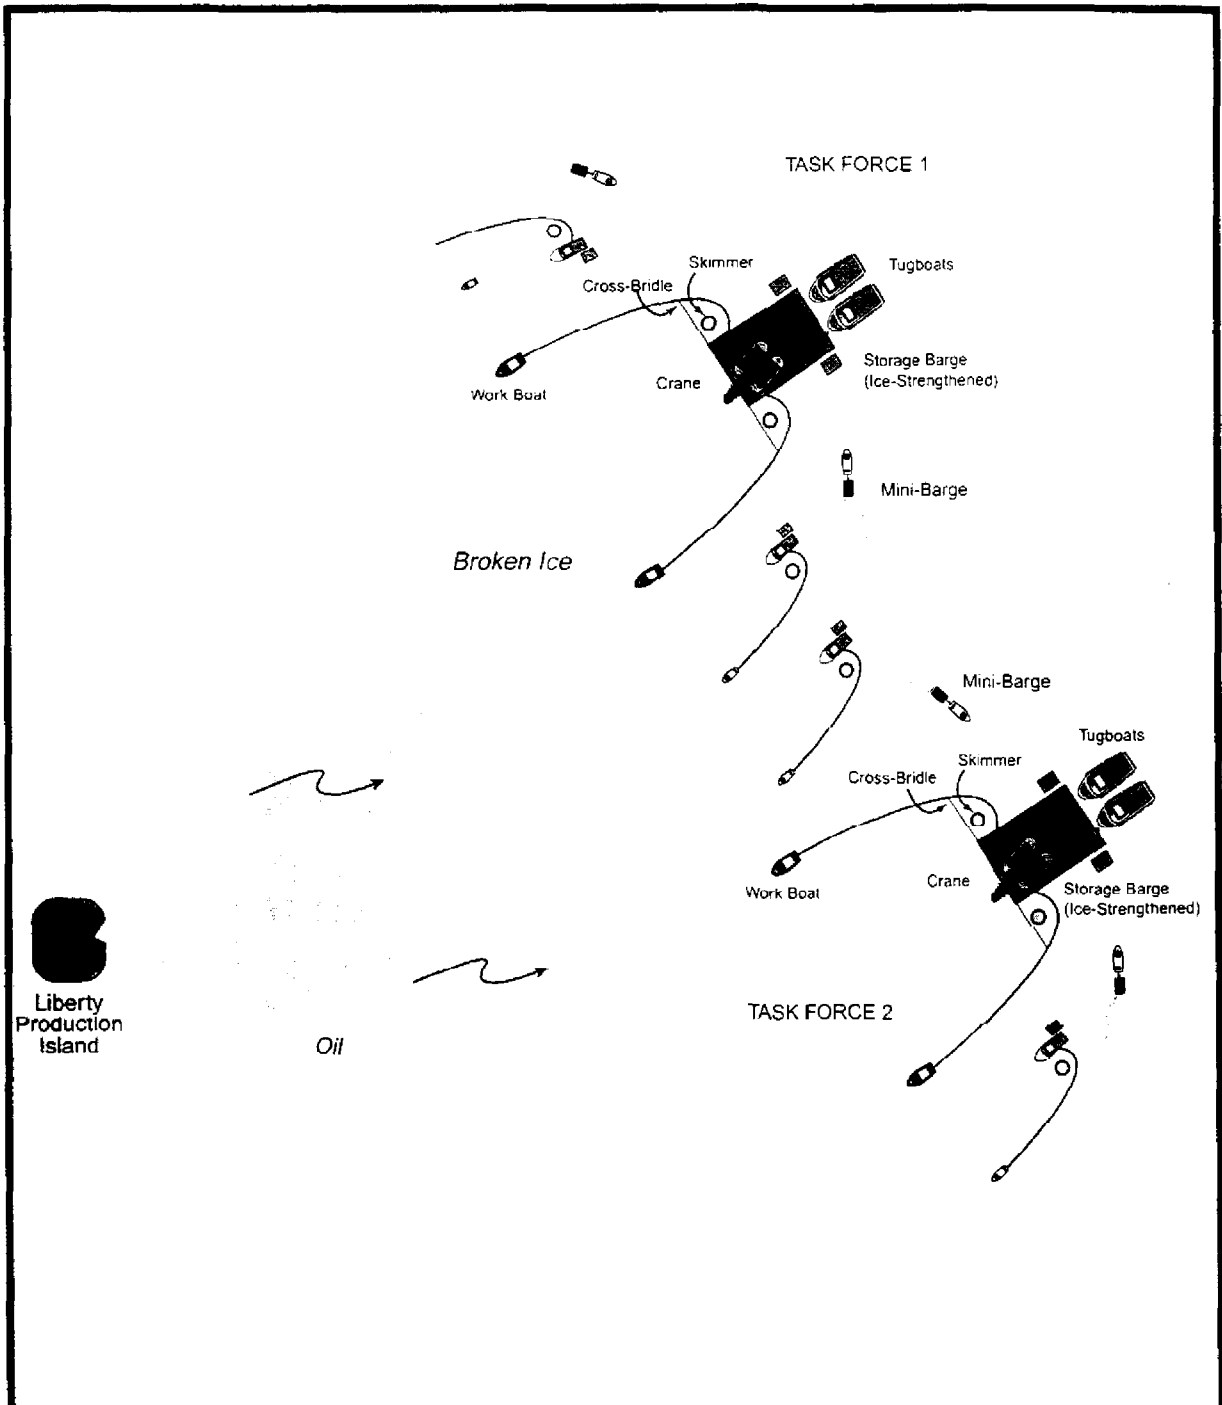 TASK FORCE 1
Skimmer
Tugboats
Cross-Bridle
Storage Barge
(Ice-Strengthened)
Crane
Work Boat
Mini-Barge
Broken Ice
Mini-Barge
Tugboats
Skimmer
Cross-Bridle
Crane
Work Boat
Storage Barge
(Ice-Strengthened)
Liberty
Production
Island
TASK FORCE 2
Oil